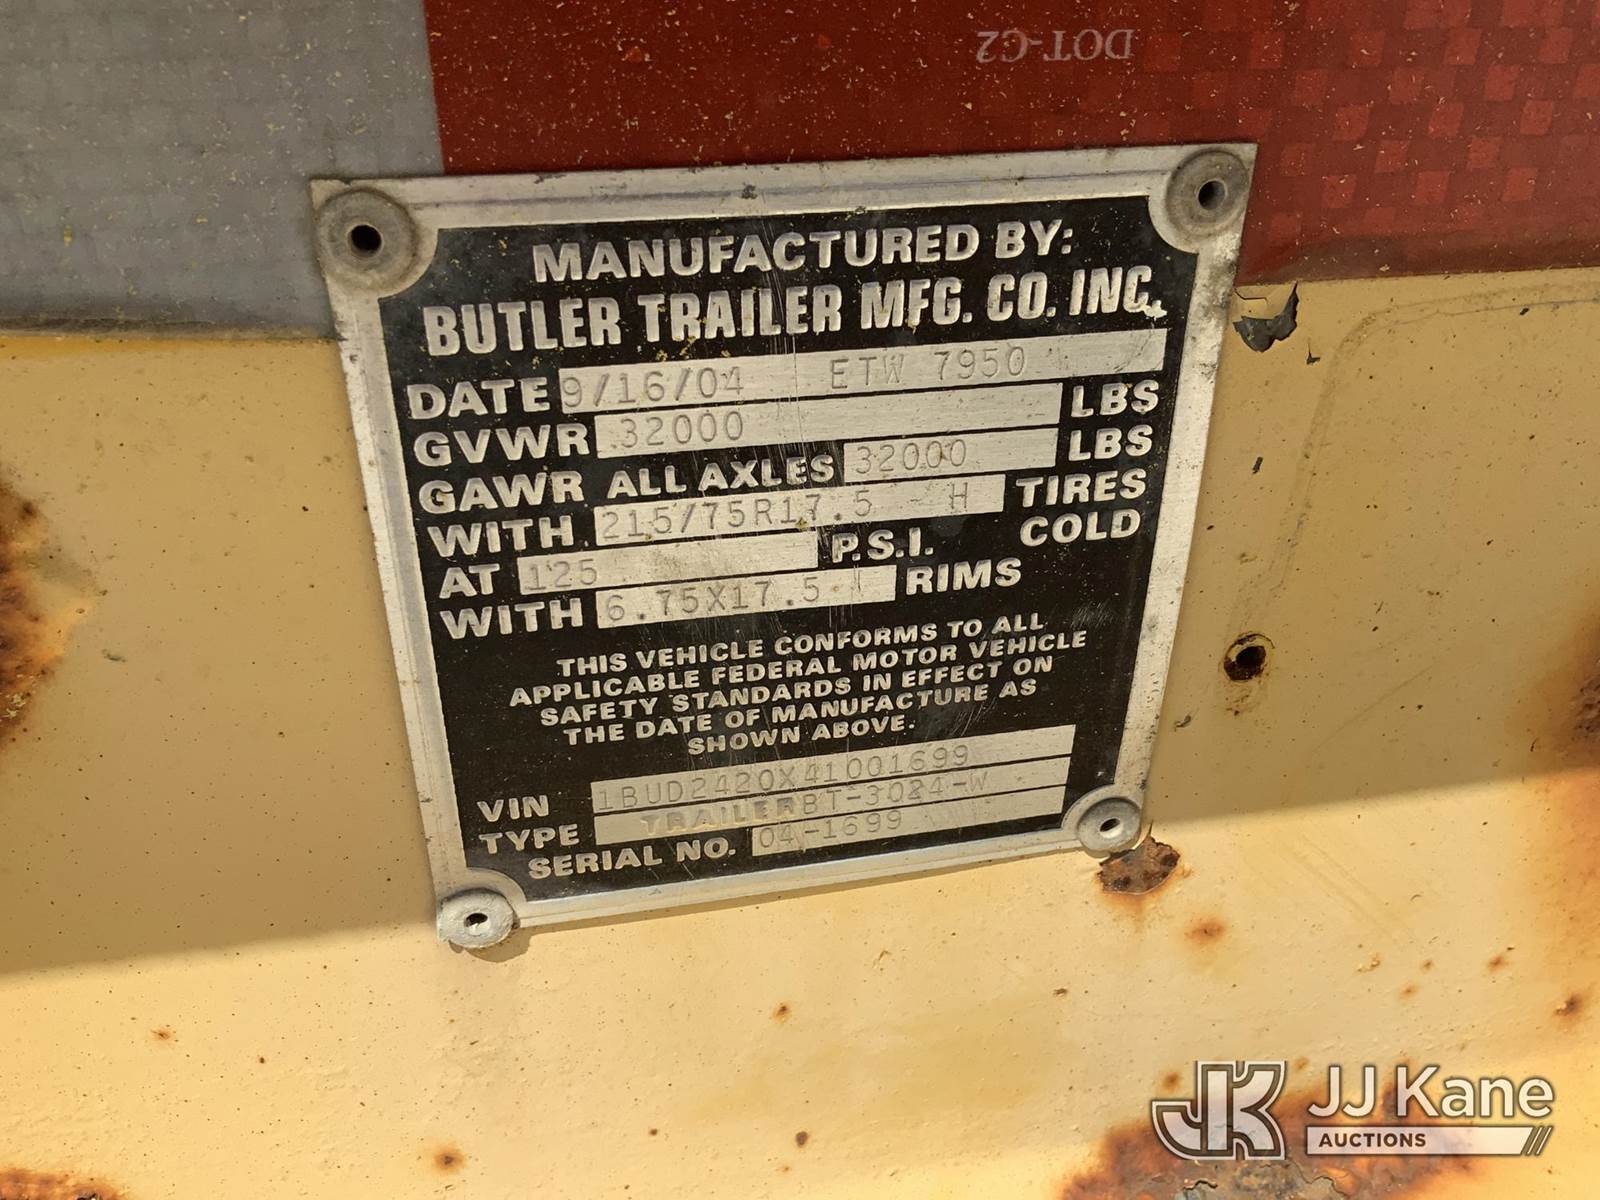 DOT-C2
MANUFACTURED BY:
BUTLER TRAILER MFG. CO. INC.
DATE 9/16/04 ETW 7950
GVWR 32000 LBS
GAWR ALL AXLES 32000 LBS
WITH 215/75R17.5 - H TIRES
AT 125 P.S.I. COLD
WITH 6.75X17.5 RIMS
THIS VEHICLE CONFORMS TO ALL
APPLICABLE FEDERAL MOTOR VEHICLE
SAFETY STANDARDS IN EFFECT ON
THE DATE OF MANUFACTURE AS
SHOWN ABOVE.
VIN 1BUD2420X41001699
TYPE TRAILER BT-3024-W
SERIAL NO. 04-1699
JK JJ Kane
AUCTIONS